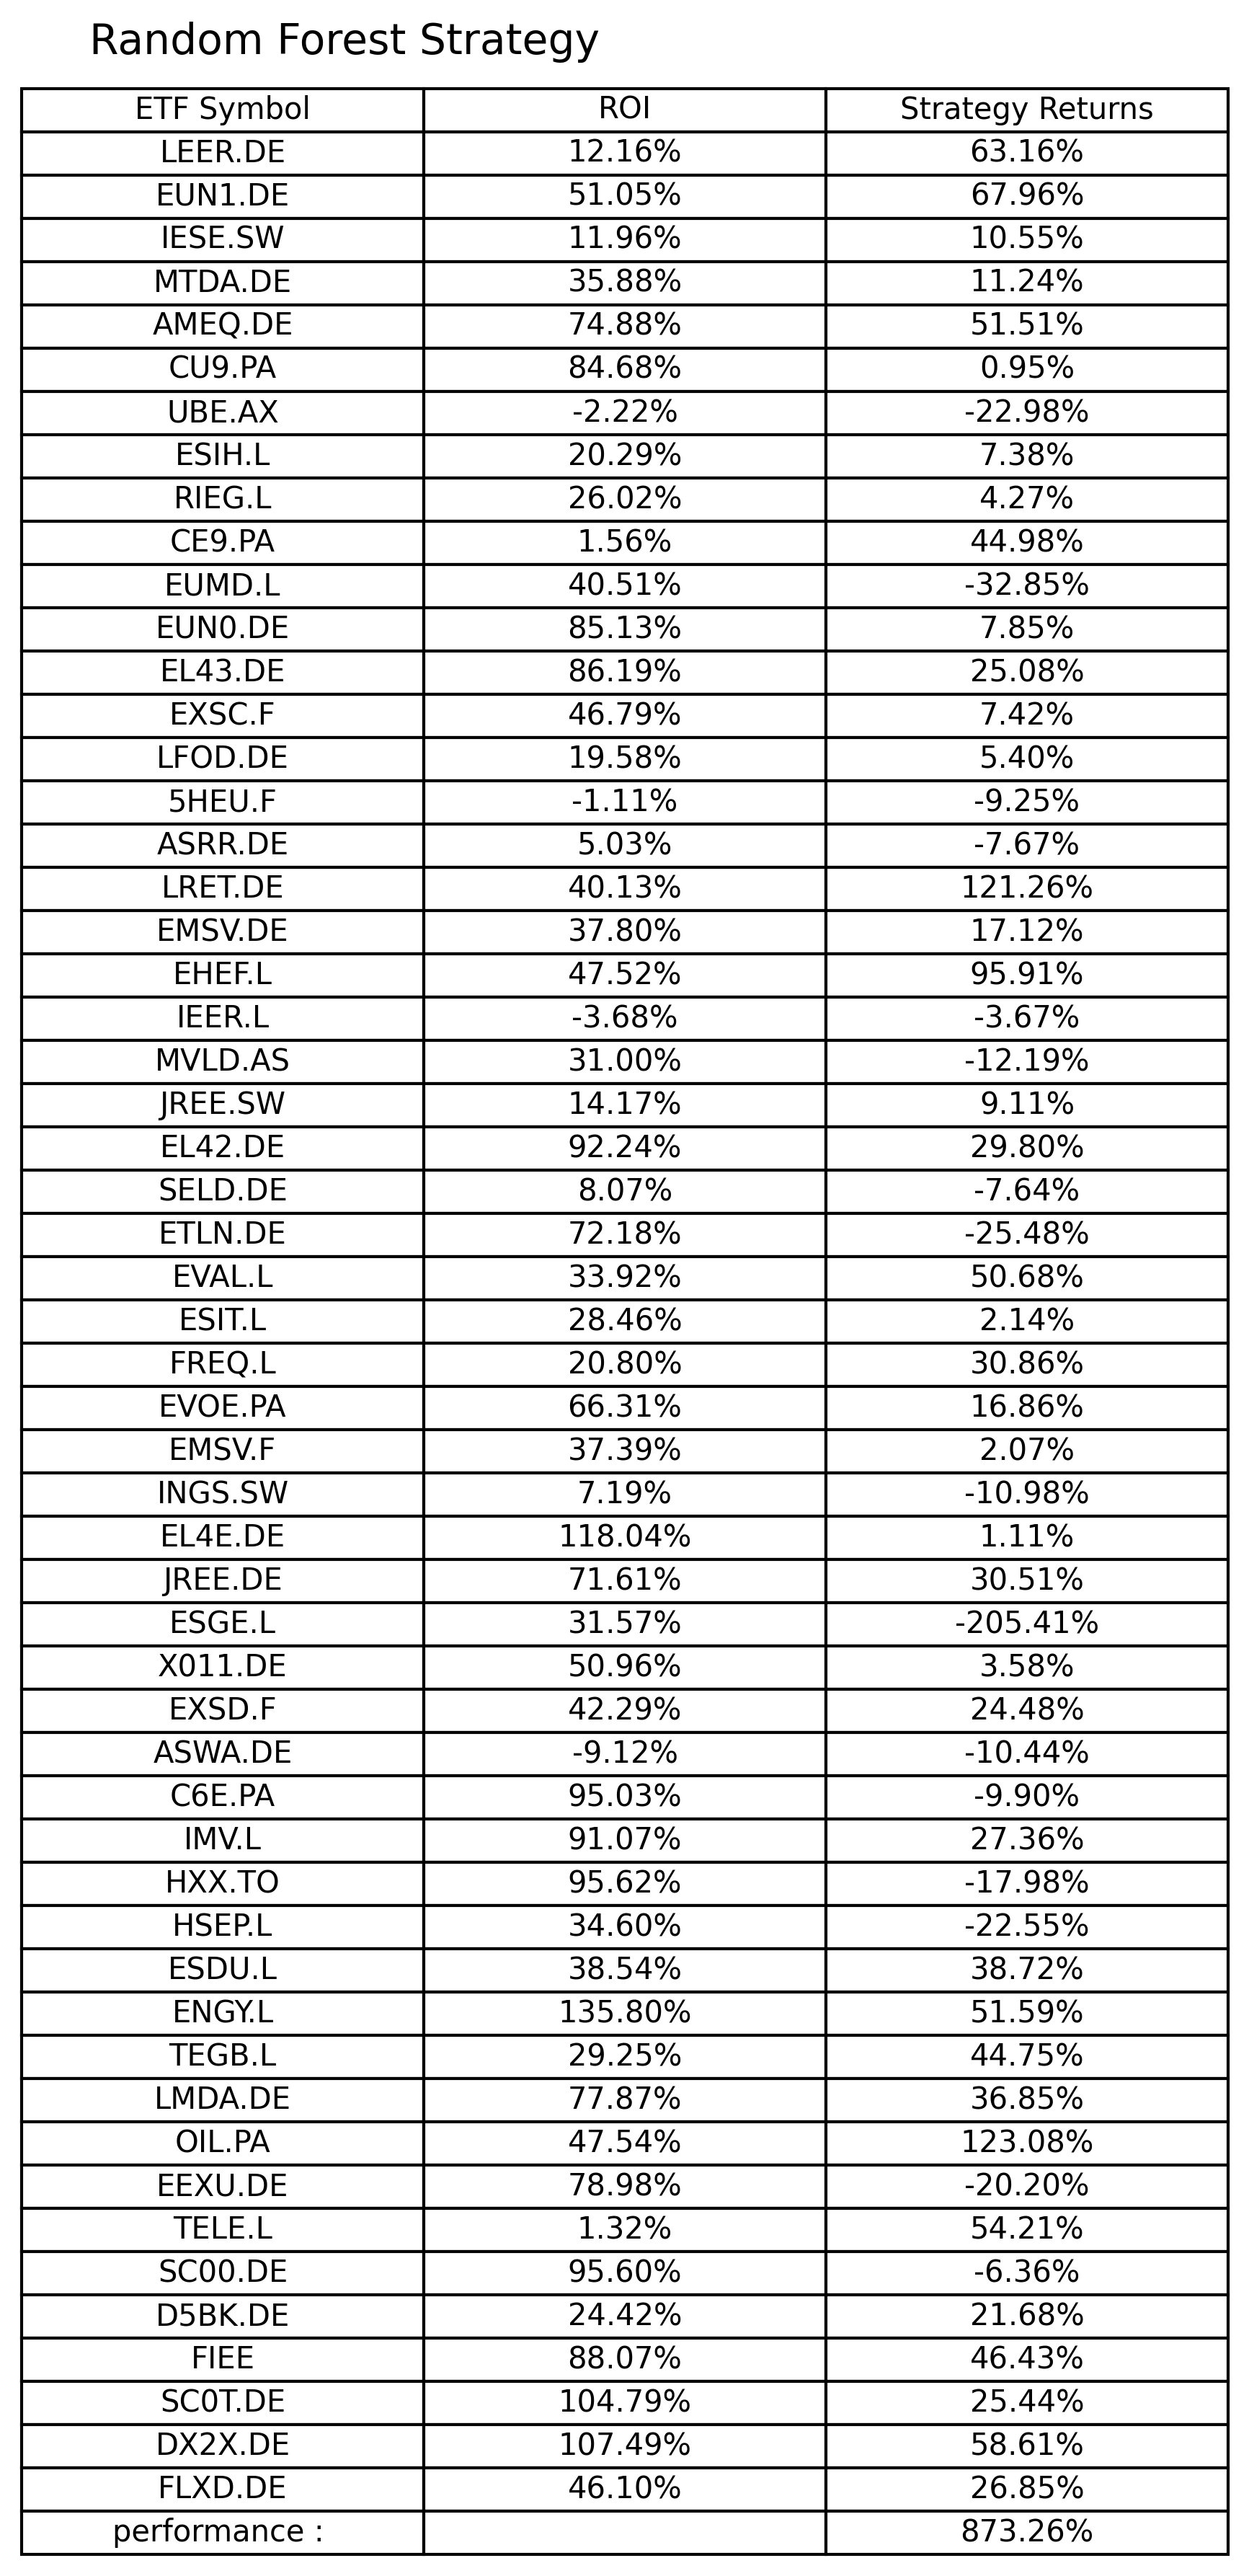 Random Forest Strategy
ETF Symbol ROI Strategy Returns
LEER.DE 12.16% 63.16%
EUN1.DE 51.05% 67.96%
IESE.SW 11.96% 10.55%
MTDA.DE 35.88% 11.24%
AMEQ.DE 74.88% 51.51%
CU9.PA 84.68% 0.95%
UBE.AX -2.22% -22.98%
ESIH.L 20.29% 7.38%
RIEG.L 26.02% 4.27%
CE9.PA 1.56% 44.98%
EUMD.L 40.51% -32.85%
EUN0.DE 85.13% 7.85%
EL43.DE 86.19% 25.08%
EXSC.F 46.79% 7.42%
LFOD.DE 19.58% 5.40%
5HEU.F -1.11% -9.25%
ASRR.DE 5.03% -7.67%
LRET.DE 40.13% 121.26%
EMSV.DE 37.80% 17.12%
EHEF.L 47.52% 95.91%
IEER.L -3.68% -3.67%
MVLD.AS 31.00% -12.19%
JREE.SW 14.17% 9.11%
EL42.DE 92.24% 29.80%
SELD.DE 8.07% -7.64%
ETLN.DE 72.18% -25.48%
EVAL.L 33.92% 50.68%
ESIT.L 28.46% 2.14%
FREQ.L 20.80% 30.86%
EVOE.PA 66.31% 16.86%
EMSV.F 37.39% 2.07%
INGS.SW 7.19% -10.98%
EL4E.DE 118.04% 1.11%
JREE.DE 71.61% 30.51%
ESGE.L 31.57% -205.41%
X011.DE 50.96% 3.58%
EXSD.F 42.29% 24.48%
ASWA.DE -9.12% -10.44%
C6E.PA 95.03% -9.90%
IMV.L 91.07% 27.36%
HXX.TO 95.62% -17.98%
HSEP.L 34.60% -22.55%
ESDU.L 38.54% 38.72%
ENGY.L 135.80% 51.59%
TEGB.L 29.25% 44.75%
LMDA.DE 77.87% 36.85%
OIL.PA 47.54% 123.08%
EEXU.DE 78.98% -20.20%
TELE.L 1.32% 54.21%
SC00.DE 95.60% -6.36%
D5BK.DE 24.42% 21.68%
FIEE 88.07% 46.43%
SC0T.DE 104.79% 25.44%
DX2X.DE 107.49% 58.61%
FLXD.DE 46.10% 26.85%
performance : 873.26%